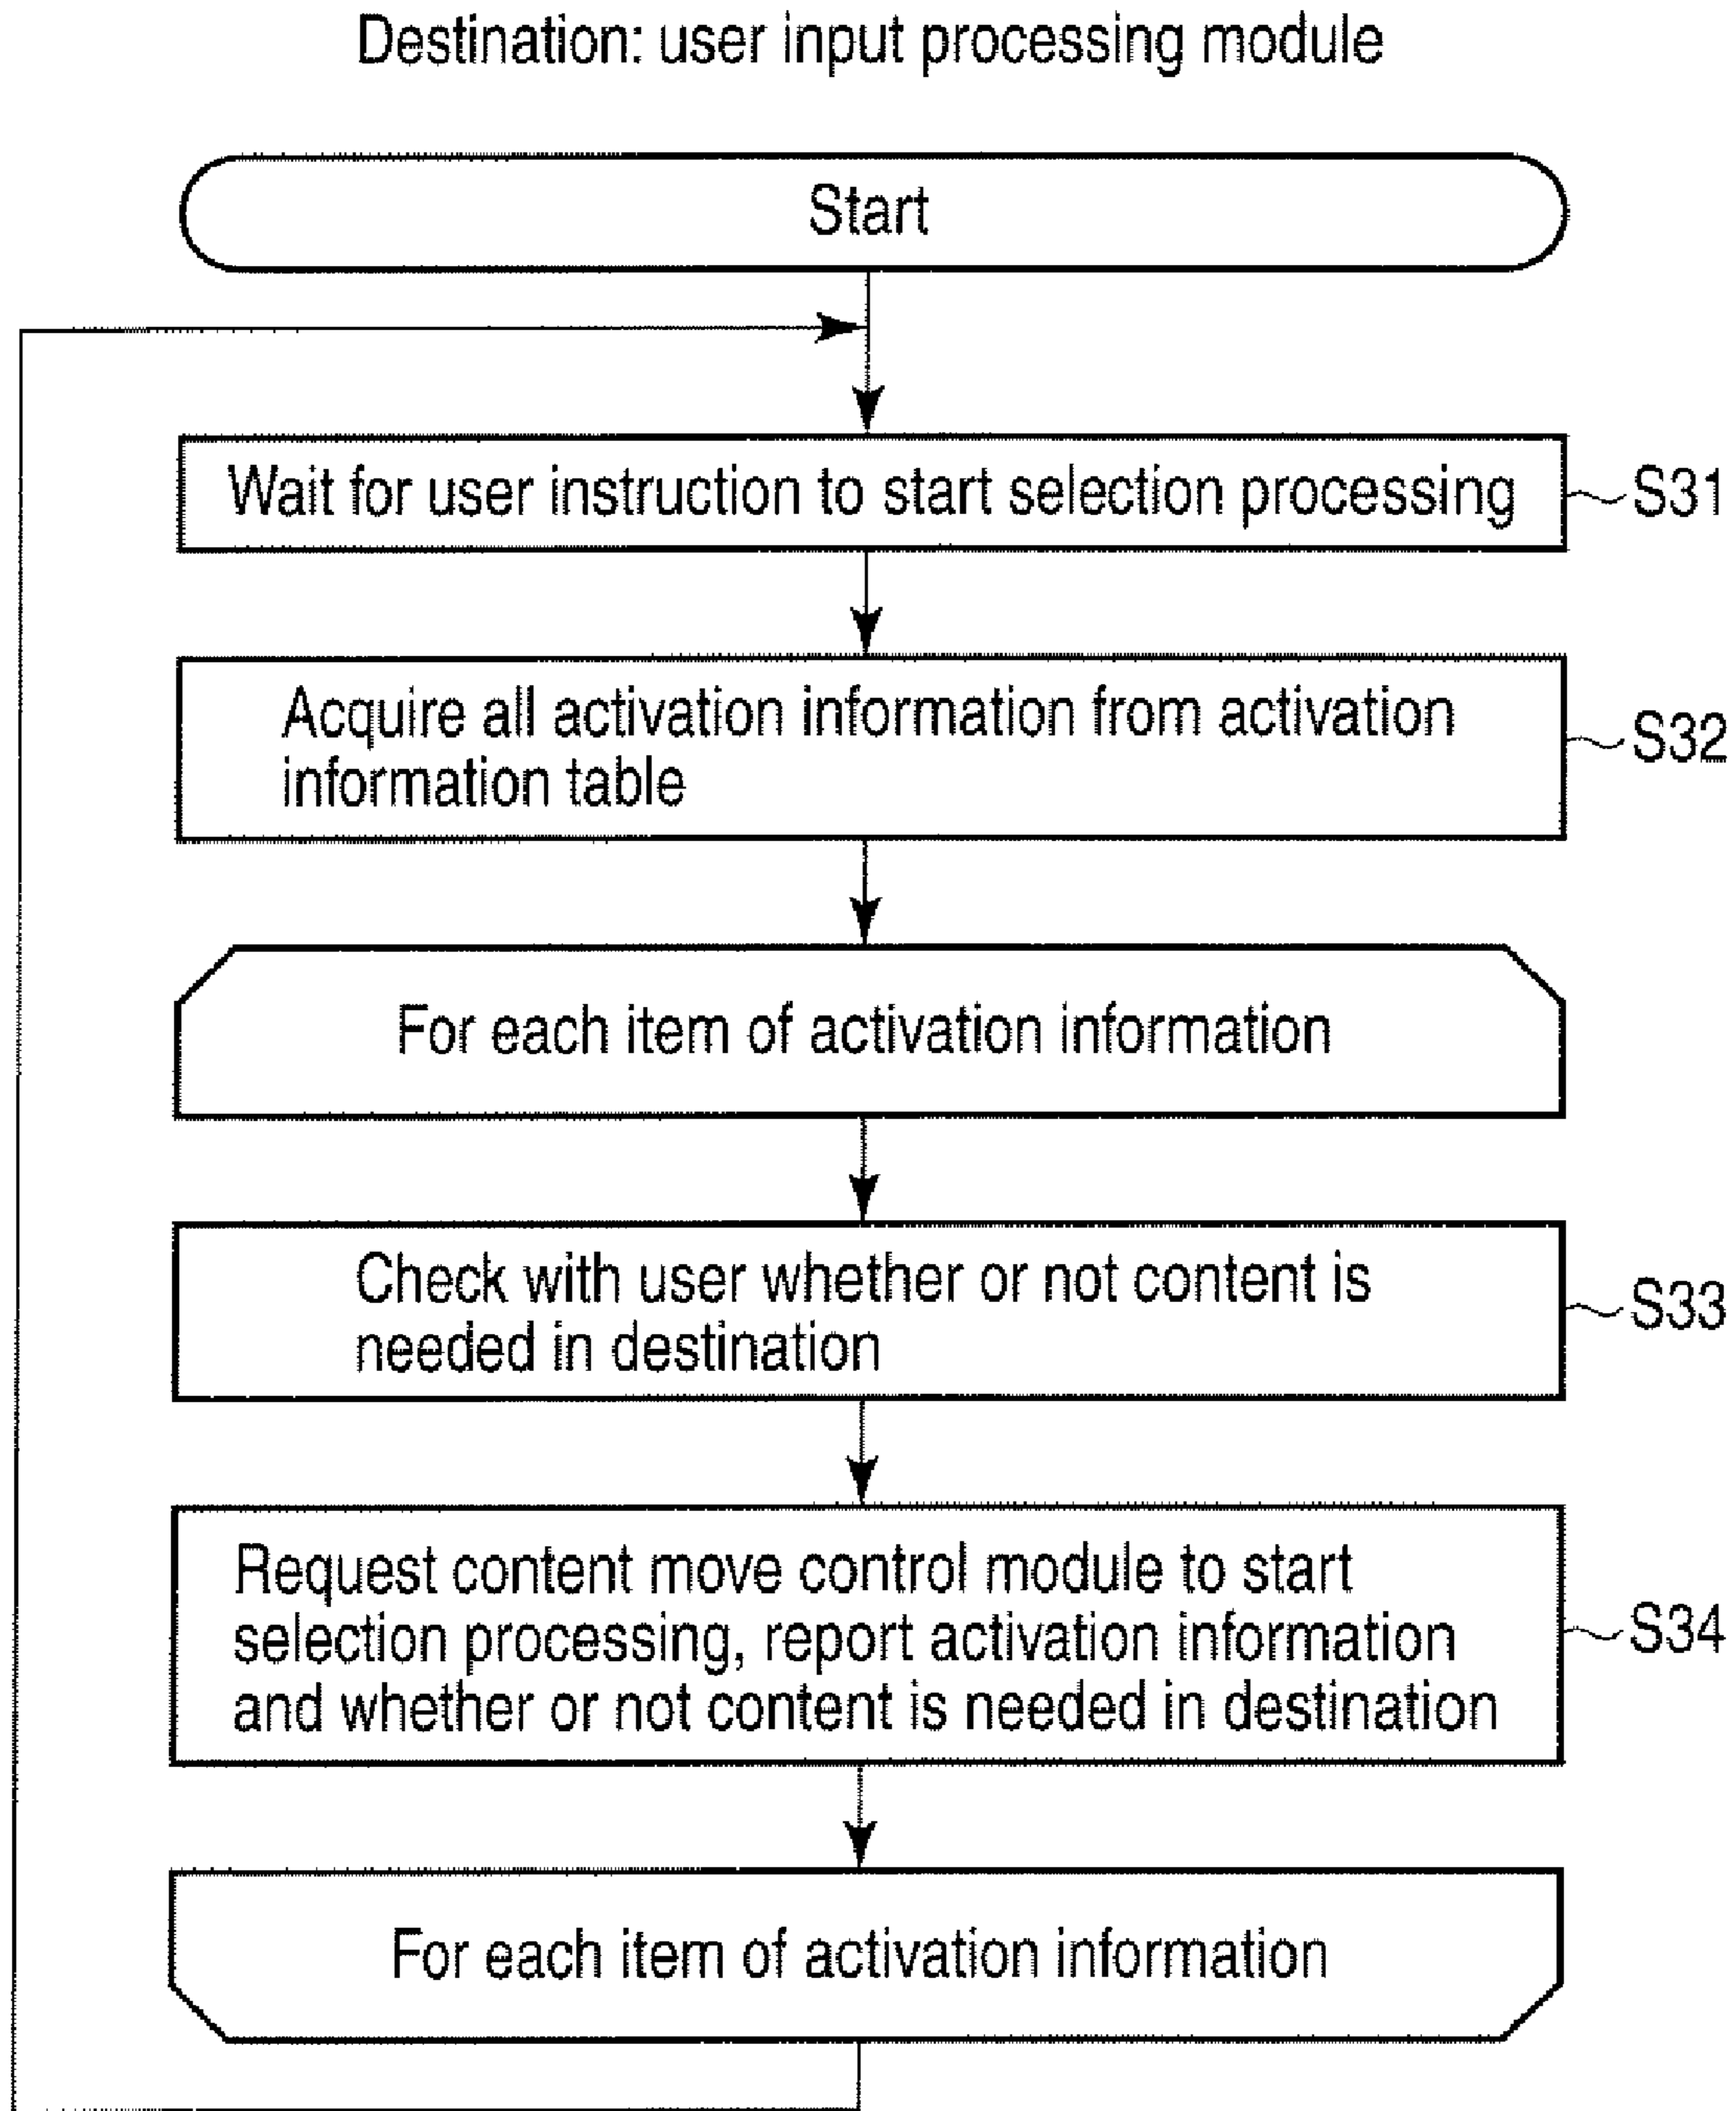 Destination: user input processing module
Start
Wait for user instruction to start selection processing
S31
Acquire all activation information from activation
information table
S32
For each item of activation information
Check with user whether or not content is
needed in destination
S33
Request content move control module to start
selection processing, report activation information
and whether or not content is needed in destination
S34
For each item of activation information